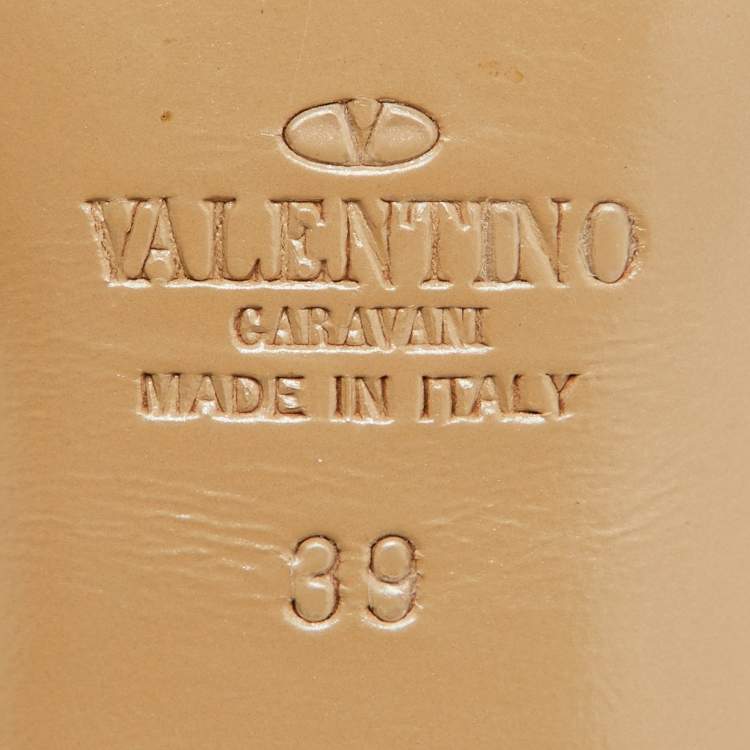 V
VALENTINO
GARAVANI
MADE IN ITALY
39